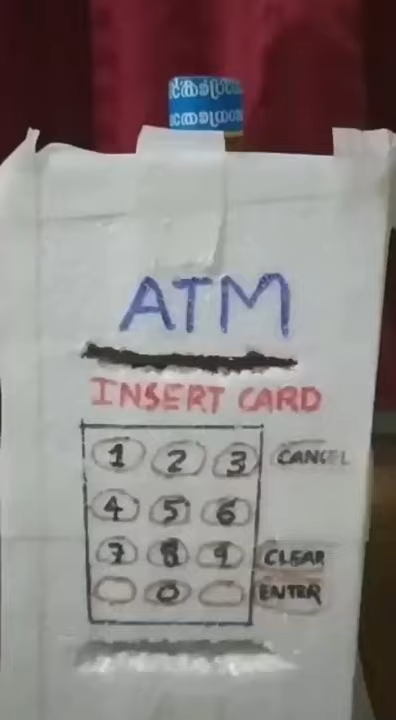 ATM
INSERT CARD
1 2 3 CANCEL
4 5 6
7 8 9 CLEAR
0 ENTER